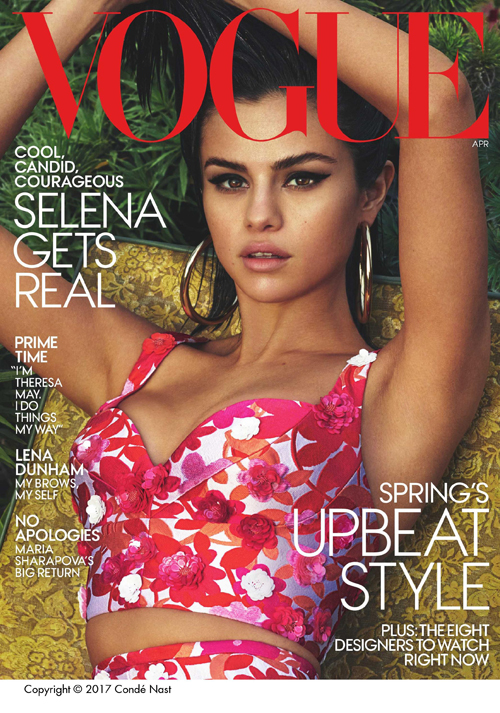 VOGUE
APR
COOL,
CANDID,
COURAGEOUS
SELENA
GETS
REAL
PRIME
TIME
"I'M
THERESA
MAY.
I DO
THINGS
MY WAY"
LENA
DUNHAM
MY BROWS,
MY SELF
NO
APOLOGIES
MARIA
SHARAPOVA'S
BIG RETURN
SPRING'S
UPBEAT
STYLE
PLUS: THE EIGHT
DESIGNERS TO WATCH
RIGHT NOW
Copyright © 2017 Condé Nast